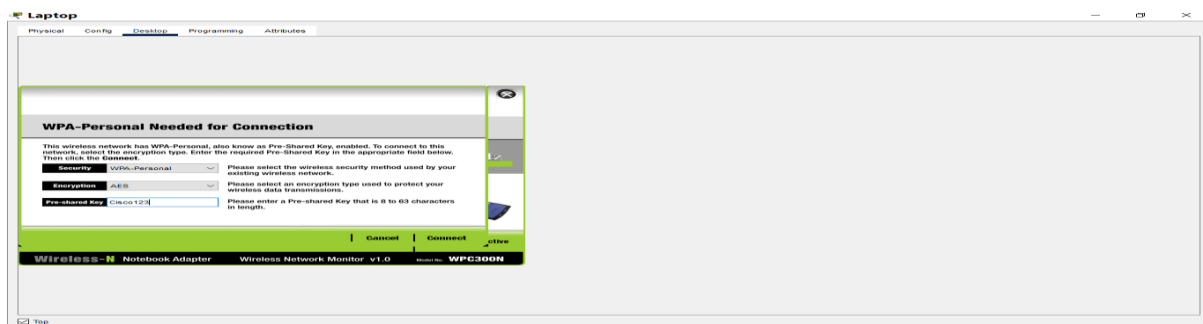 Laptop
Physical Config Desktop Programming Attributes
WPA-Personal Needed for Connection
This wireless network has WPA-Personal, also know as Pre-Shared Key, enabled. To connect to this
network, select the encryption type. Enter the required Pre-Shared Key in the appropriate field below.
Then click the Connect.
Security WPA-Personal Please select the wireless security method used by your
existing wireless network.
Encryption AES Please select an encryption type used to protect your
wireless data transmissions.
Pre-shared Key Cisco123 Please enter a Pre-shared Key that is 8 to 63 characters
in length.
Cancel Connect
ctive
Wireless-N Notebook Adapter Wireless Network Monitor v1.0 Model No. WPC300N
Top